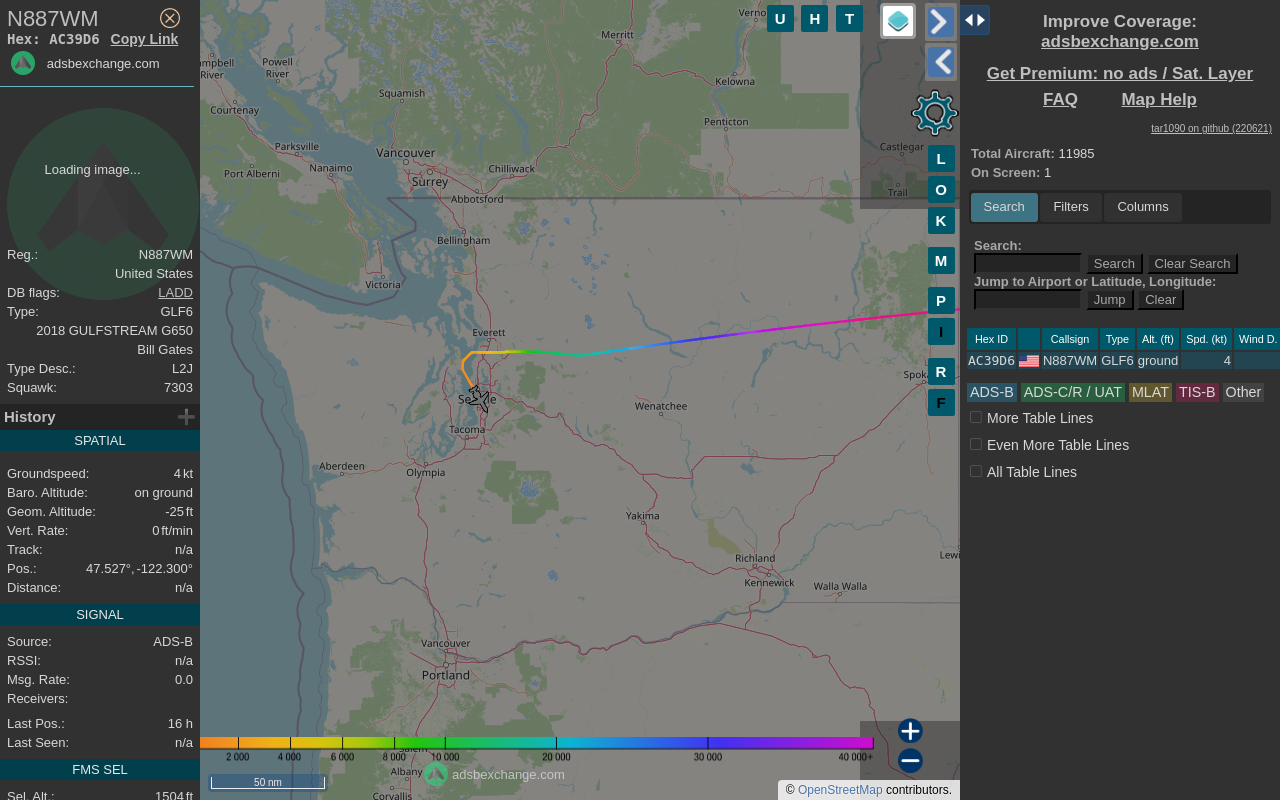 N887WM
Hex: AC39D6 Copy Link
adsbexchange.com
Loading image...
Reg.: N887WM
United States
DB flags: LADD
Type: GLF6
2018 GULFSTREAM G650
Bill Gates
Type Desc.: L2J
Squawk: 7303
History
SPATIAL
Groundspeed: 4 kt
Baro. Altitude: on ground
Geom. Altitude: -25 ft
Vert. Rate: 0 ft/min
Track: n/a
Pos.: 47.527°, -122.300°
Distance: n/a
SIGNAL
Source: ADS-B
RSSI: n/a
Msg. Rate: 0.0
Receivers:
Last Pos.: 16 h
Last Seen: n/a
FMS SEL
Sel. Alt.: 1504 ft
U H T
Merritt
Powell
River
River
Squamish
Kelowna
Courtenay
Penticton
Parksville
Vancouver
Castlegar
Nanaimo
Chilliwack
Port Alberni
Surrey
Trail
Abbotsford
Bellingham
Victoria
Everett
Wenatchee
Tacoma
Aberdeen
Olympia
Yakima
Richland
Kennewick
Walla Walla
Vancouver
Portland
Albany
Corvallis
L
O
K
M
P
I
R
F
2 000 4 000 6 000 8 000 10 000 20 000 30 000 40 000+
adsbexchange.com
50 nm
© OpenStreetMap contributors.
Improve Coverage:
adsbexchange.com
Get Premium: no ads / Sat. Layer
FAQ Map Help
tar1090 on github (220621)
Total Aircraft: 11985
On Screen: 1
Search Filters Columns
Search:
Search Clear Search
Jump to Airport or Latitude, Longitude:
Jump Clear
Hex ID Callsign Type Alt. (ft) Spd. (kt) Wind D.
AC39D6 N887WM GLF6 ground 4
ADS-B ADS-C/R / UAT MLAT TIS-B Other
More Table Lines
Even More Table Lines
All Table Lines